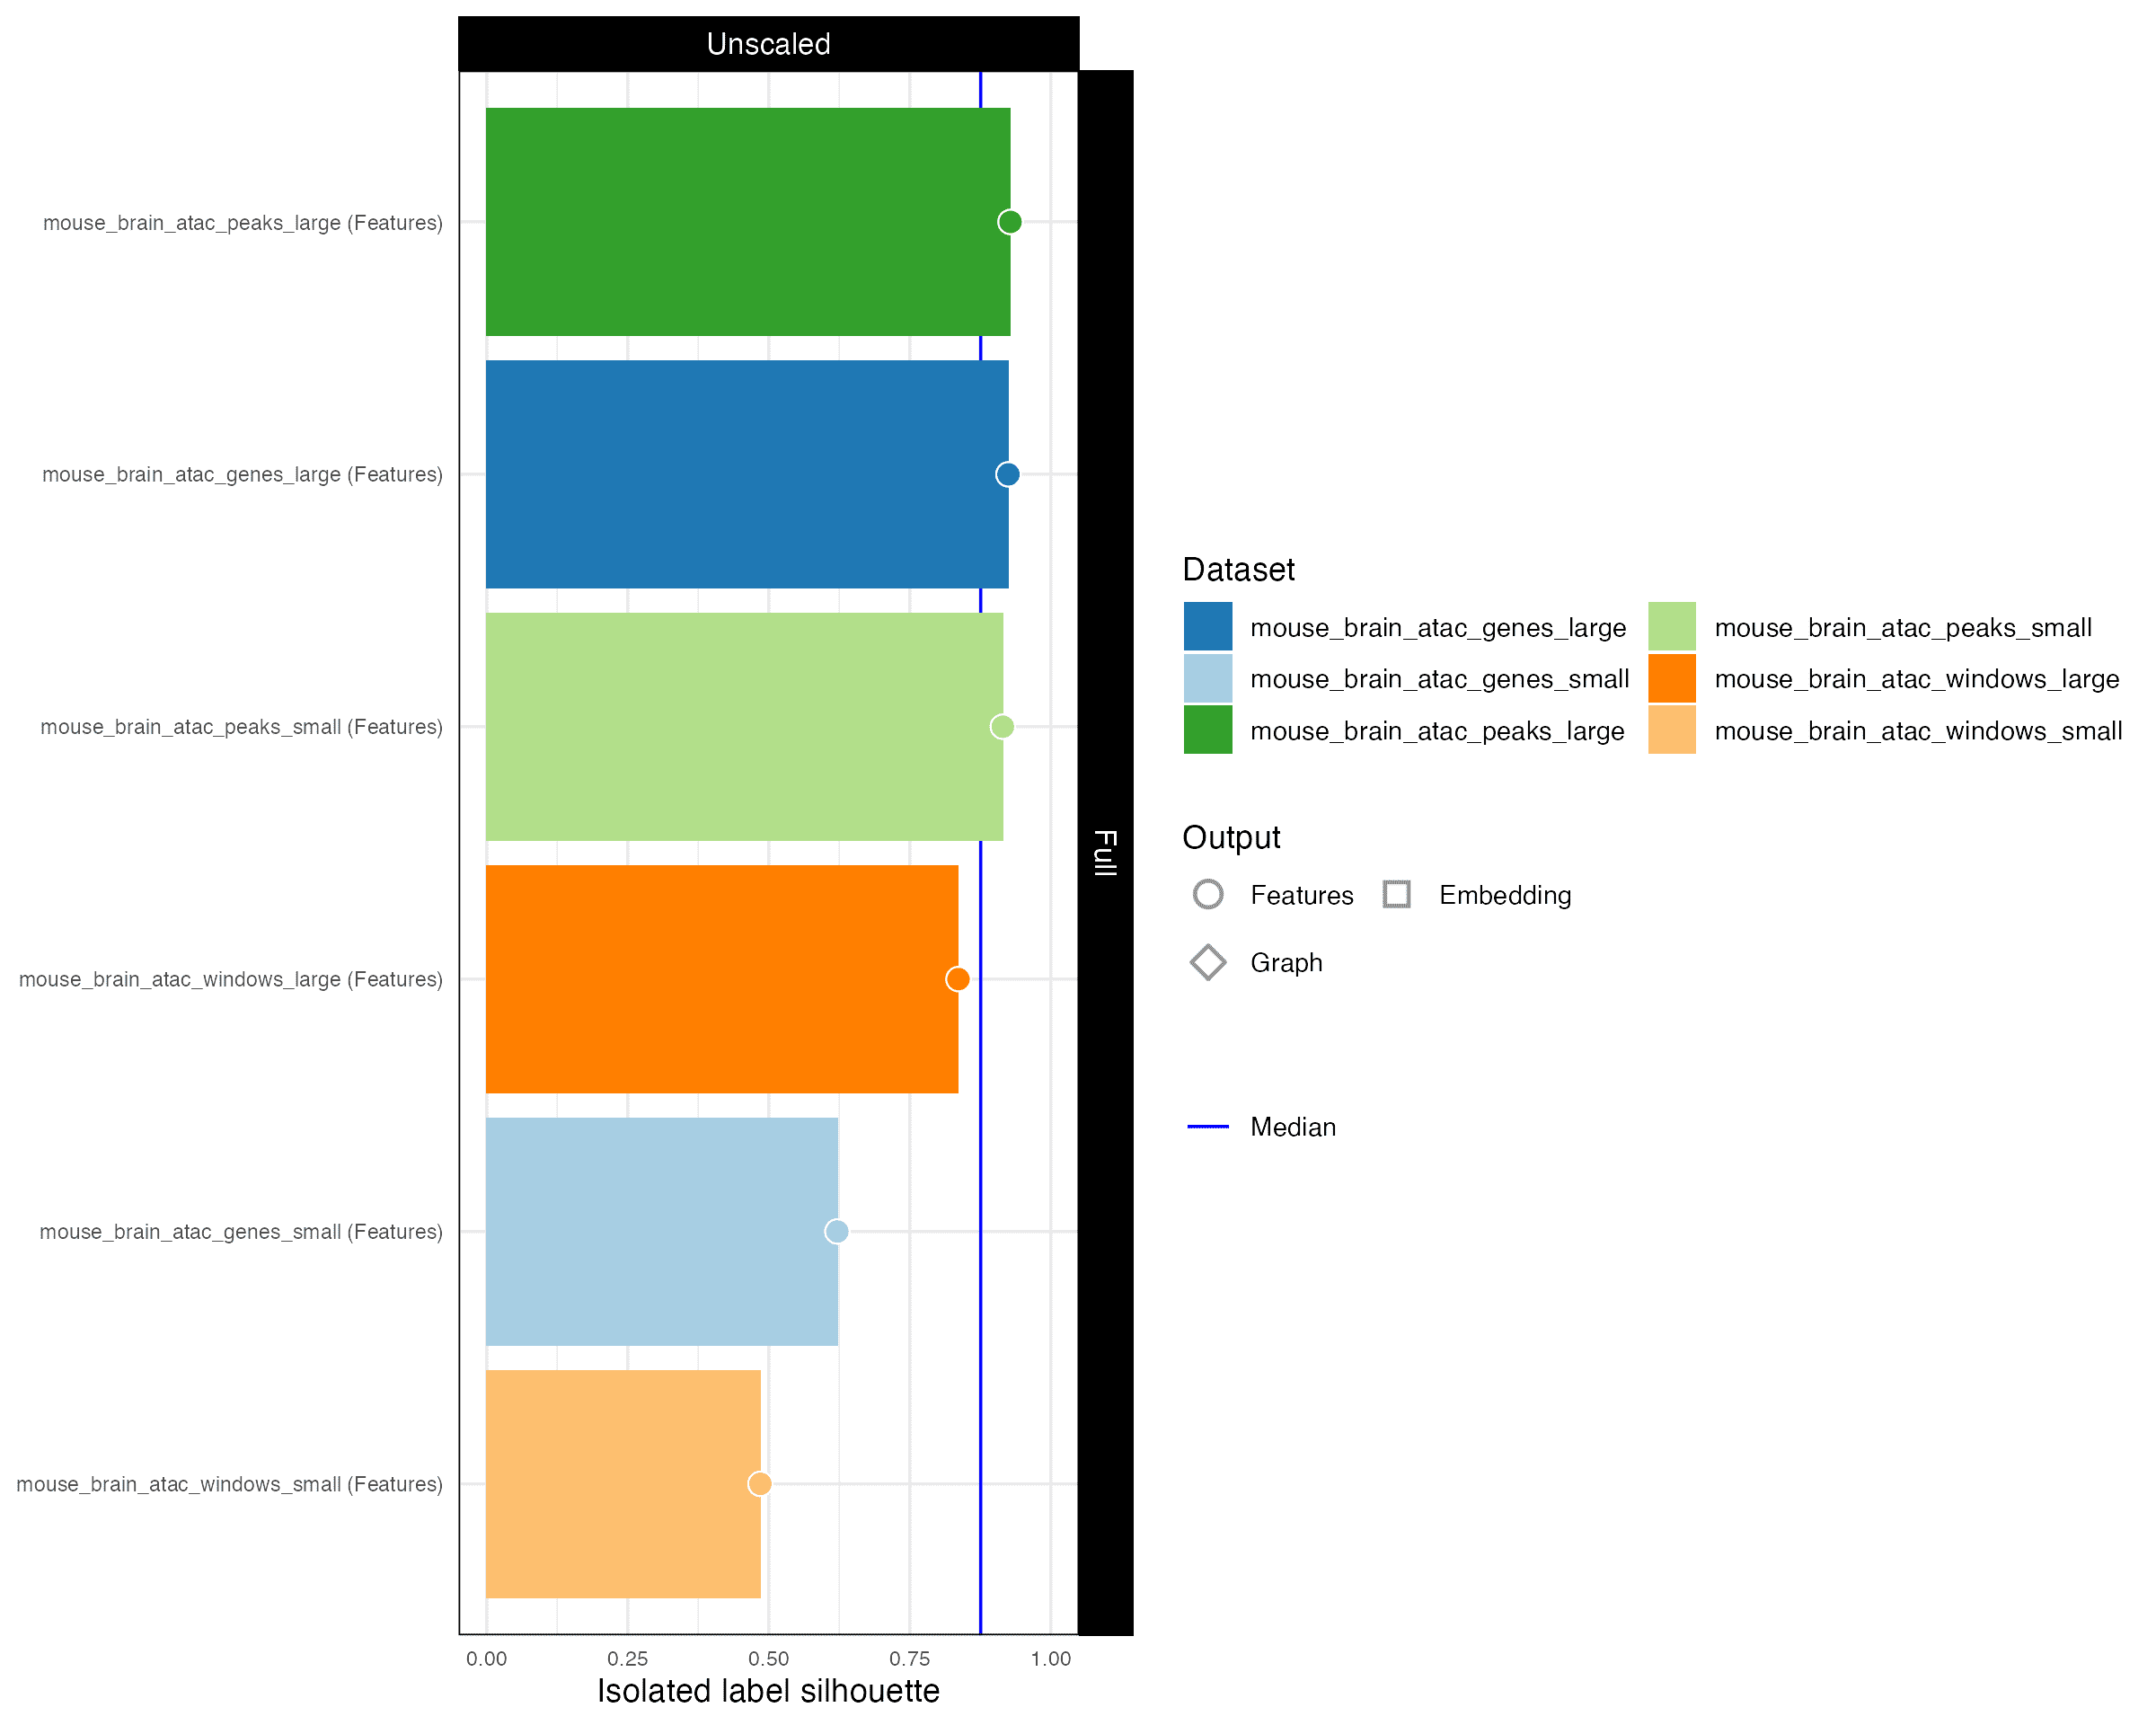 Unscaled
mouse_brain_atac_peaks_large (Features)
mouse_brain_atac_genes_large (Features)
mouse_brain_atac_peaks_small (Features)
mouse_brain_atac_windows_large (Features)
mouse_brain_atac_genes_small (Features)
mouse_brain_atac_windows_small (Features)
0.00 0.25 0.50 0.75 1.00
Isolated label silhouette
Full
Dataset
mouse_brain_atac_genes_large mouse_brain_atac_peaks_small
mouse_brain_atac_genes_small mouse_brain_atac_windows_large
mouse_brain_atac_peaks_large mouse_brain_atac_windows_small
Output
Features Embedding
Graph
Median